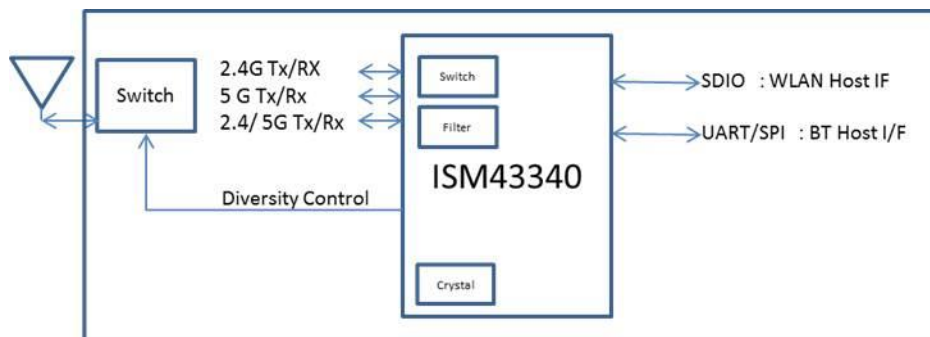 Switch
2.4G Tx/RX
5 G Tx/Rx
2.4/ 5G Tx/Rx
Diversity Control
Switch
Filter
ISM43340
Crystal
SDIO : WLAN Host IF
UART/SPI : BT Host I/F